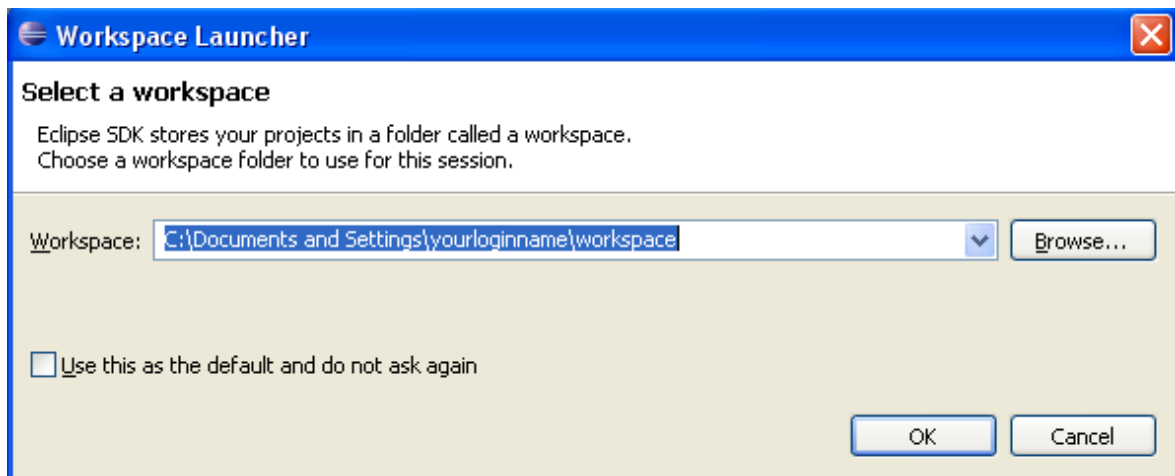 Workspace Launcher
Select a workspace
Eclipse SDK stores your projects in a folder called a workspace.
Choose a workspace folder to use for this session.
Workspace: C:\Documents and Settings\yourloginname\workspace Browse...
Use this as the default and do not ask again
OK Cancel